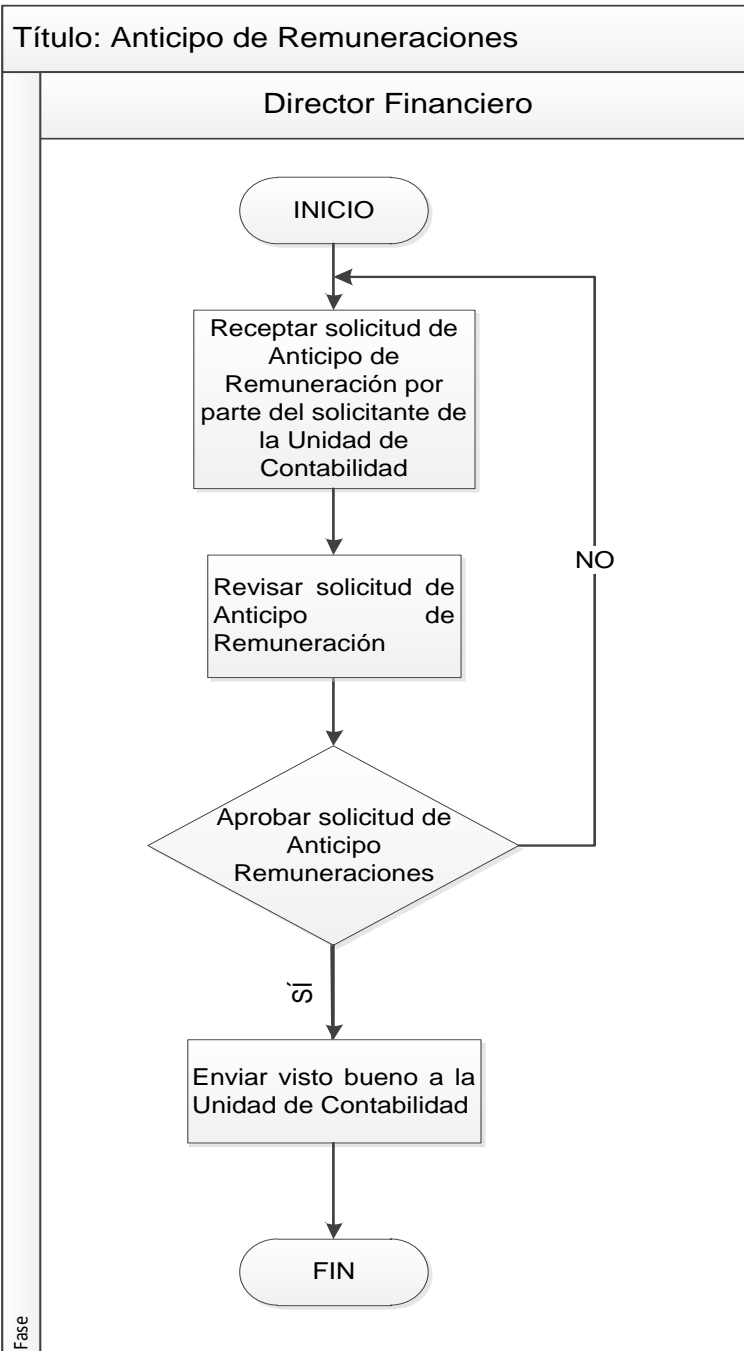 Título: Anticipo de Remuneraciones
Director Financiero
INICIO
Receptar solicitud de
Anticipo de
Remuneración por
parte del solicitante de
la Unidad de
Contabilidad
Revisar solicitud de
Anticipo de
Remuneración
NO
Aprobar solicitud de
Anticipo
Remuneraciones
SÍ
Enviar visto bueno a la
Unidad de Contabilidad
FIN
Fase